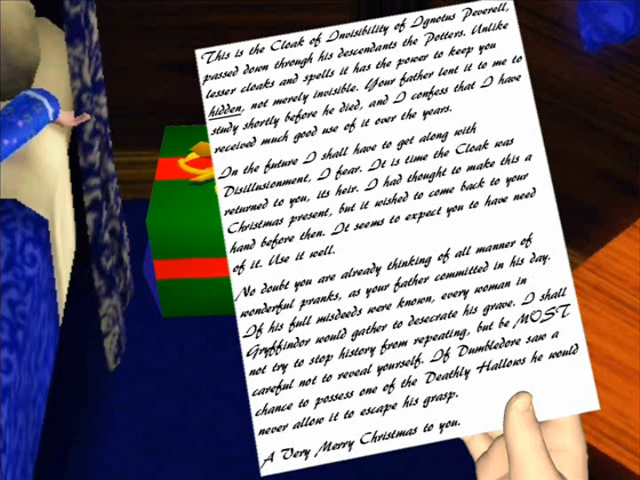 This is the Cloak of Invisibility of Ignotus Peverell,
passed down through his descendants the Potters. Unlike
lesser cloaks and spells it has the power to keep you
hidden, not merely invisible. Your father lent it to me to
study shortly before he died, and I confess that I have
received much good use of it over the years.
In the future I shall have to get along with
Disillusionment, I fear. It is time the Cloak was
returned to you, its heir. I had thought to make this a
Christmas present, but it wished to come back to your
hand before then. It seems to expect you to have need
of it. Use it well.
No doubt you are already thinking of all manner of
wonderful pranks, as your father committed in his day.
If his full misdeeds were known, every woman in
Gryffindor would gather to desecrate his grave. I shall
not try to stop history from repeating, but be MOST
careful not to reveal yourself. If Dumbledore saw a
chance to possess one of the Deathly Hallows he would
never allow it to escape his grasp.
A Very Merry Christmas to you.